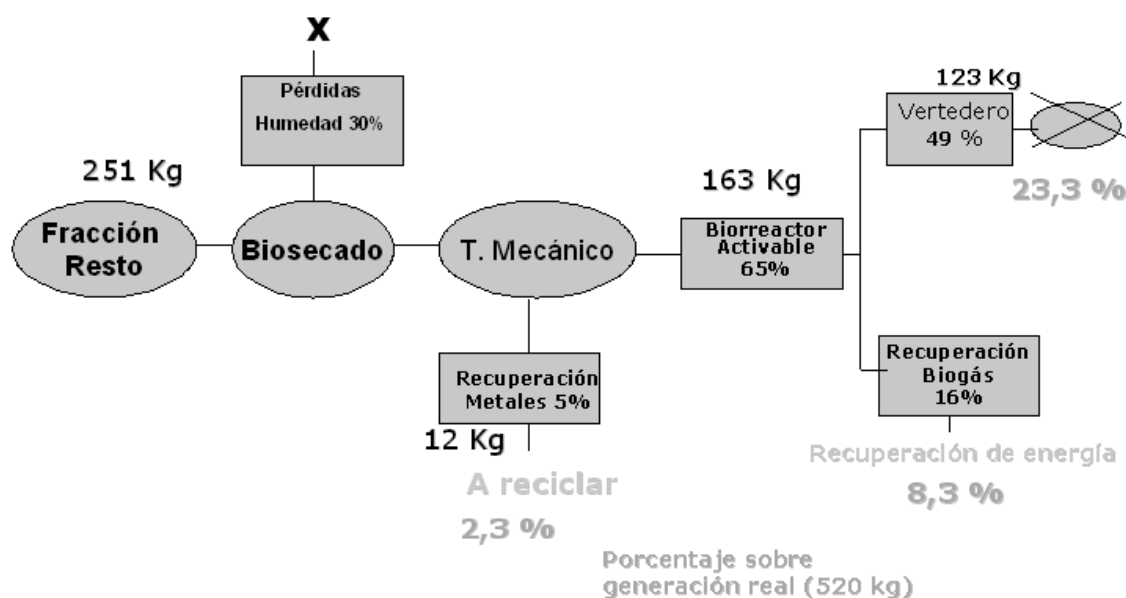 X
Pérdidas
Humedad 30%
123 Kg
Vertedero
49 %
23,3 %
251 Kg
163 Kg
Fracción
Resto
Biosecado
T. Mecánico
Biorreactor
Activable
65%
Recuperación
Metales 5%
12 Kg
A reciclar
2,3 %
Recuperación
Biogás
16%
Recuperación de energía
8,3 %
Porcentaje sobre
generación real (520 kg)